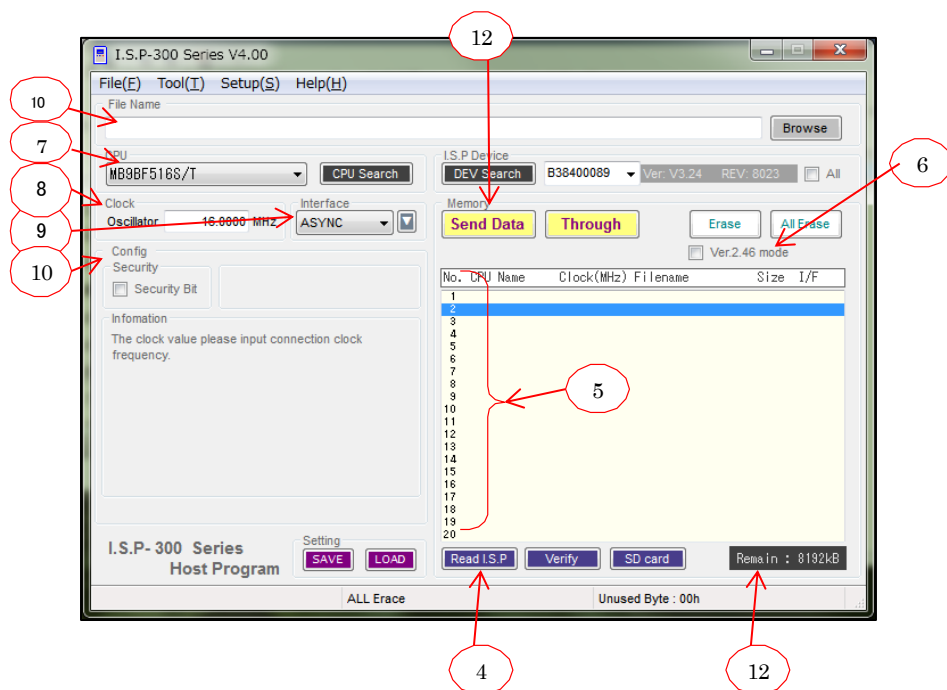 12
I.S.P-300 Series V4.00
File(F) Tool(T) Setup(S) Help(H)
10
File Name
Browse
7
CPU
MB9BF516S/T
CPU Search
I.S.P Device
DEV Search
B38400089
Ver: V3.24 REV: 8023
All
6
8
Clock
Oscillator 16.0000 MHz
Interface
ASYNC
9
Memory
Send Data
Through
Erase
All Erase
Ver.2.46 mode
10
Config
Security
Security Bit
Infomation
The clock value please input connection clock
frequency.
No. CPU Name Clock(MHz) Filename Size I/F
1
2
3
4
5
6
7
8
9
10
11
12
13
14
15
16
17
18
19
20
5
I.S.P- 300 Series
Host Program
Setting
SAVE
LOAD
Read I.S.P
Verify
SD card
Remain : 8192kB
ALL Erace
Unused Byte : 00h
4
12